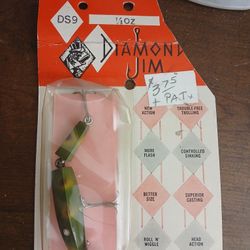 DS9
½ OZ
DIAMOND
JIM
$3.75
+ P.A.T.x
NEW
ACTION
TROUBLE-FREE
TROLLING
MORE
FLASH
CONTROLLED
SINKING
BETTER
SIZE
SUPERIOR
CASTING
ROLL N' WIGGLE
HEAD
ACTION